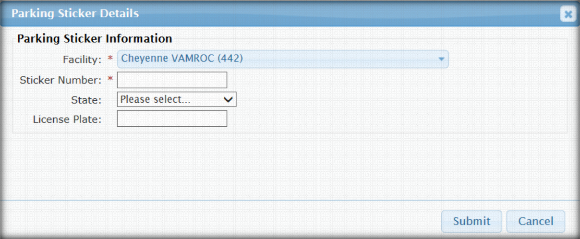 Parking Sticker Details
Parking Sticker Information
Facility: * Cheyenne VAMROC (442)
Sticker Number: *
State: Please select...
License Plate:
Submit Cancel